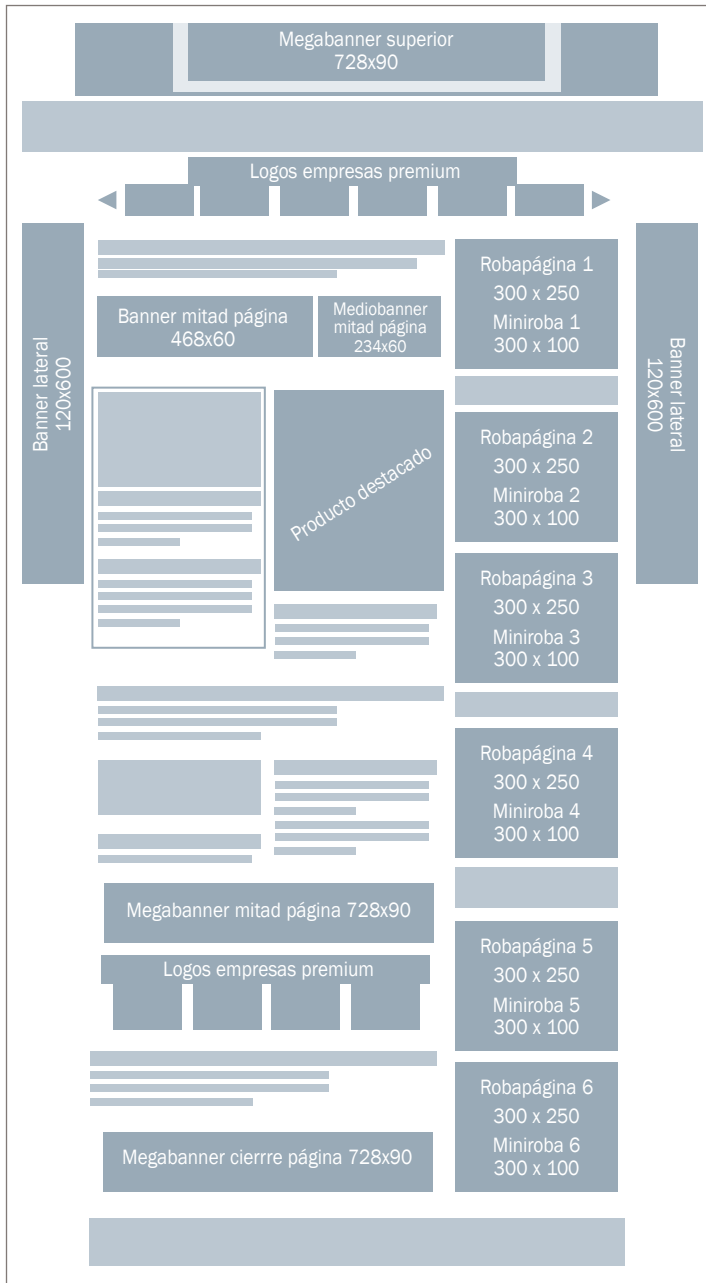 Megabanner superior
728x90
Logos empresas premium
Banner lateral
120x600
Banner mitad página
468x60
Mediobanner
mitad página
234x60
Producto destacado
Megabanner mitad página 728x90
Logos empresas premium
Megabanner cierrre página 728x90
Robapágina 1
300 x 250
Miniroba 1
300 x 100
Robapágina 2
300 x 250
Miniroba 2
300 x 100
Robapágina 3
300 x 250
Miniroba 3
300 x 100
Robapágina 4
300 x 250
Miniroba 4
300 x 100
Robapágina 5
300 x 250
Miniroba 5
300 x 100
Robapágina 6
300 x 250
Miniroba 6
300 x 100
Banner lateral
120x600